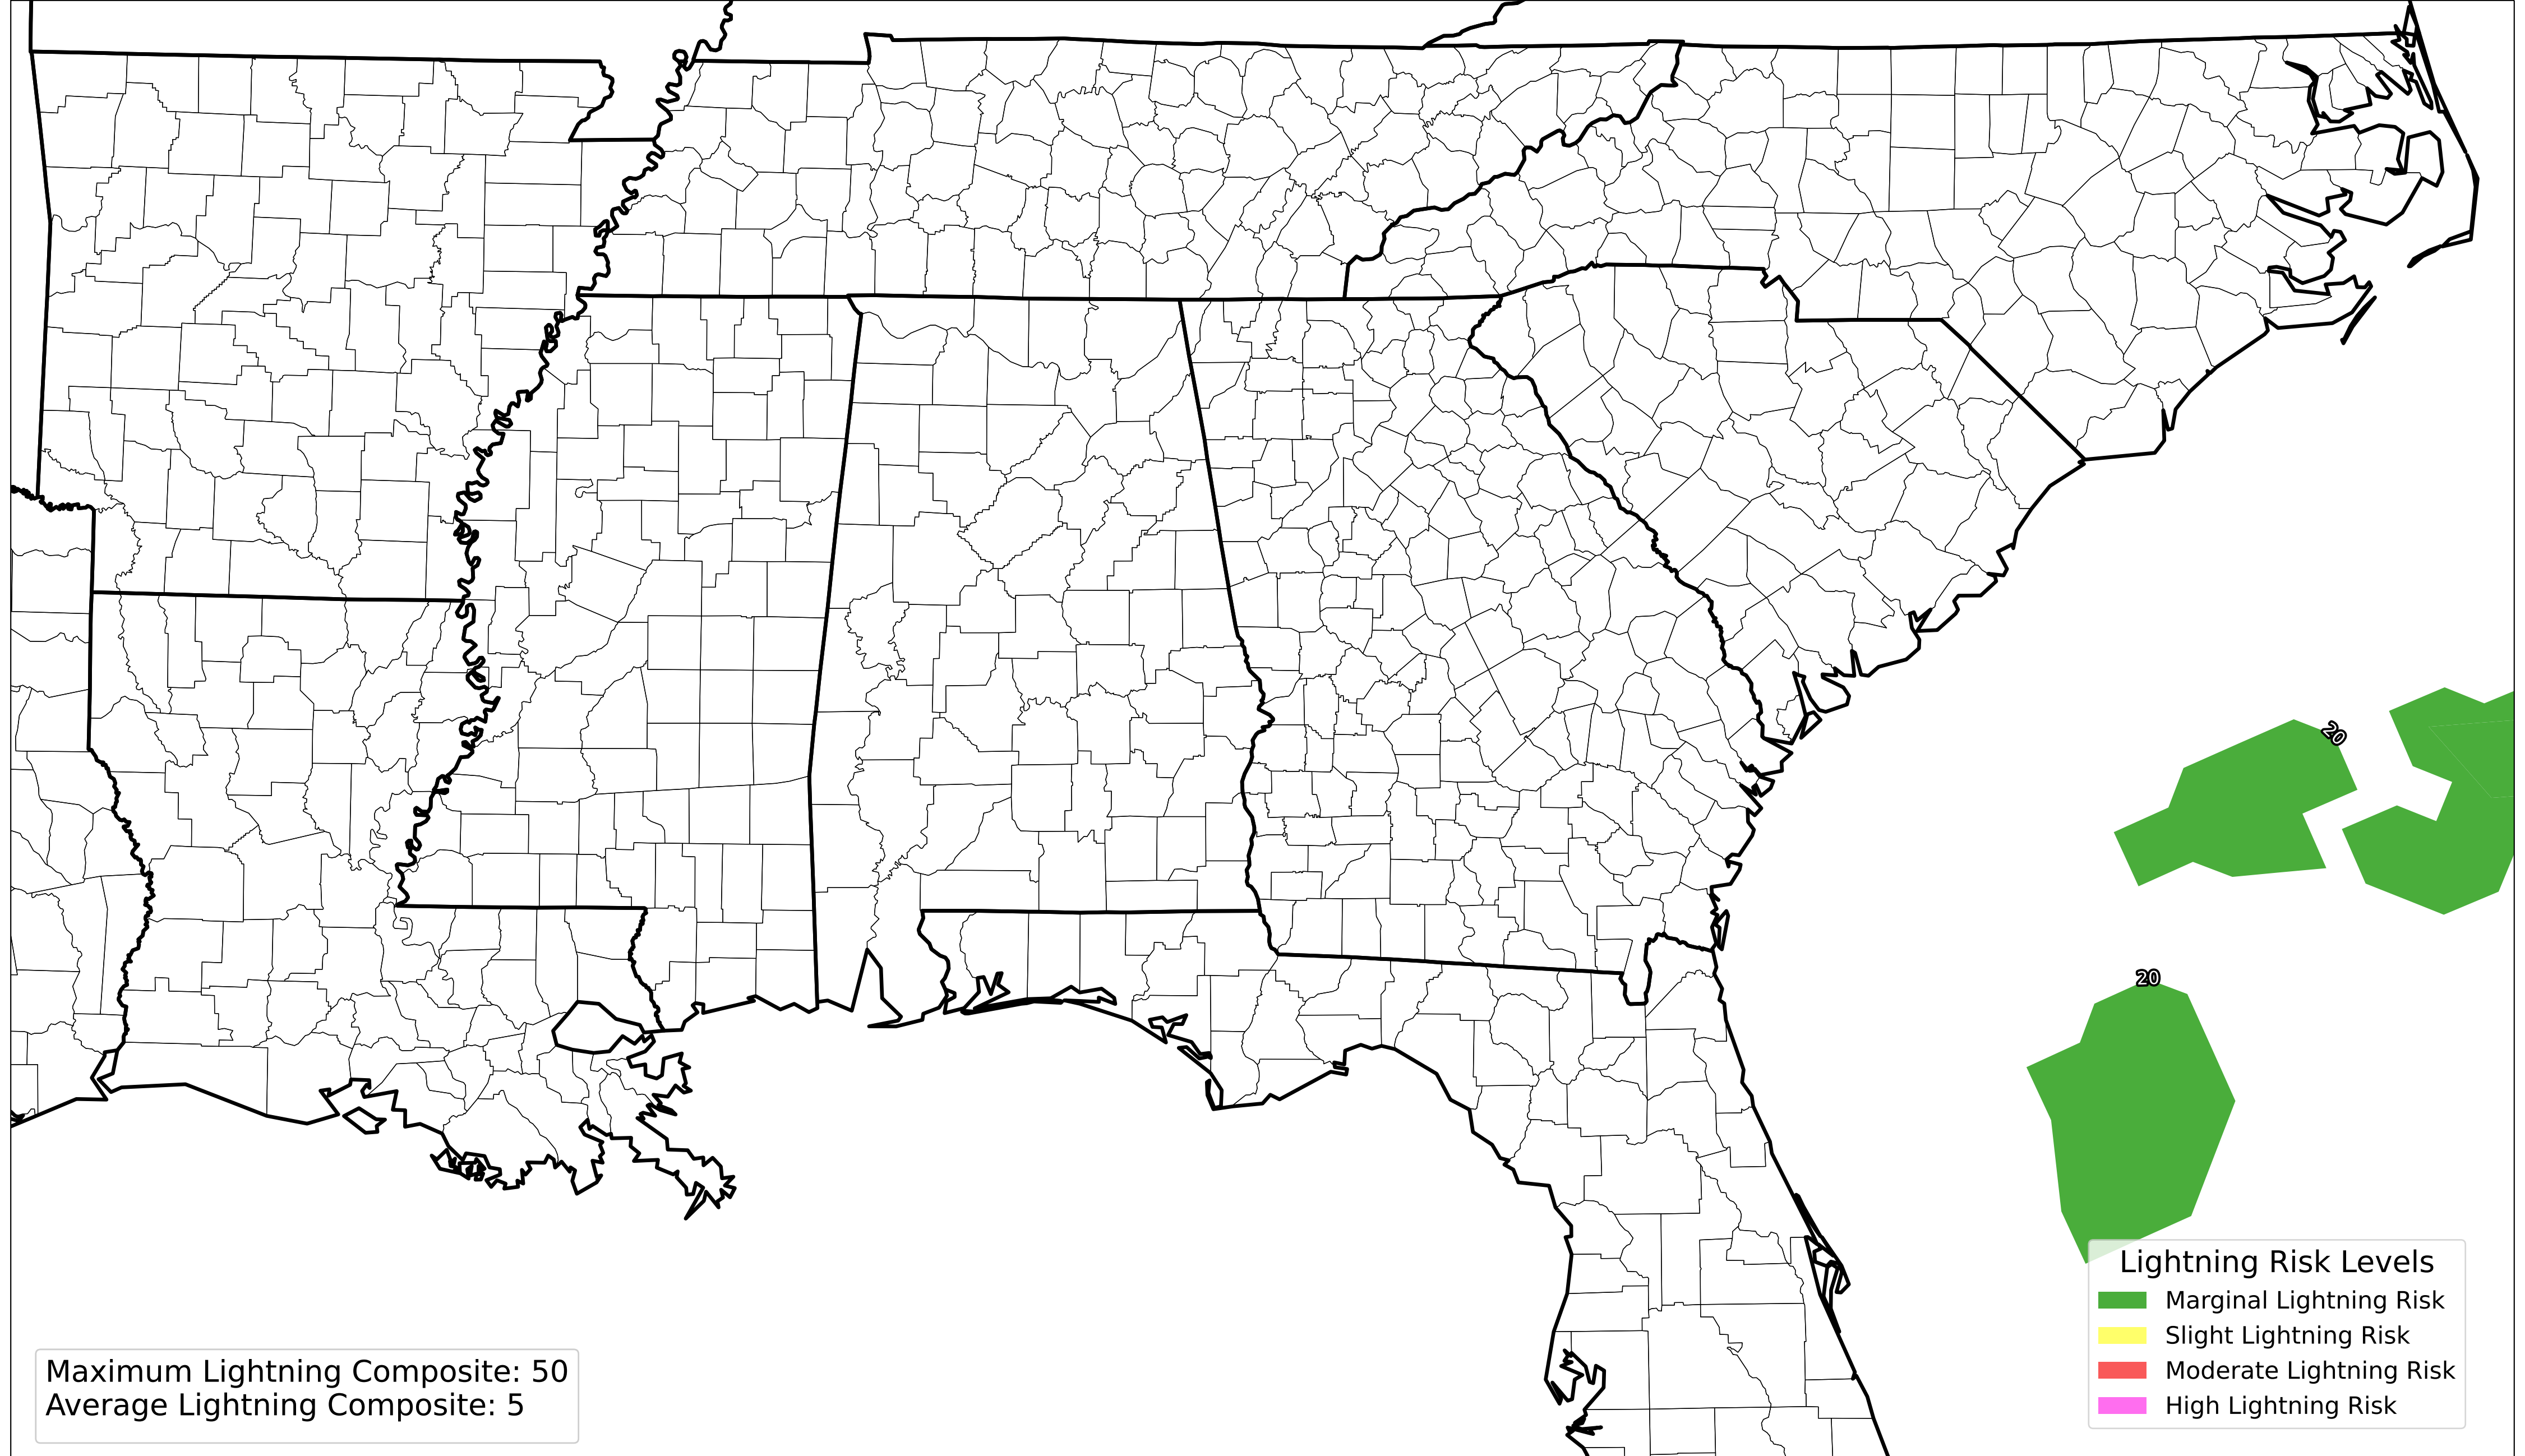 20
20
Lightning Risk Levels
Marginal Lightning Risk
Slight Lightning Risk
Moderate Lightning Risk
High Lightning Risk
Maximum Lightning Composite: 50
Average Lightning Composite: 5